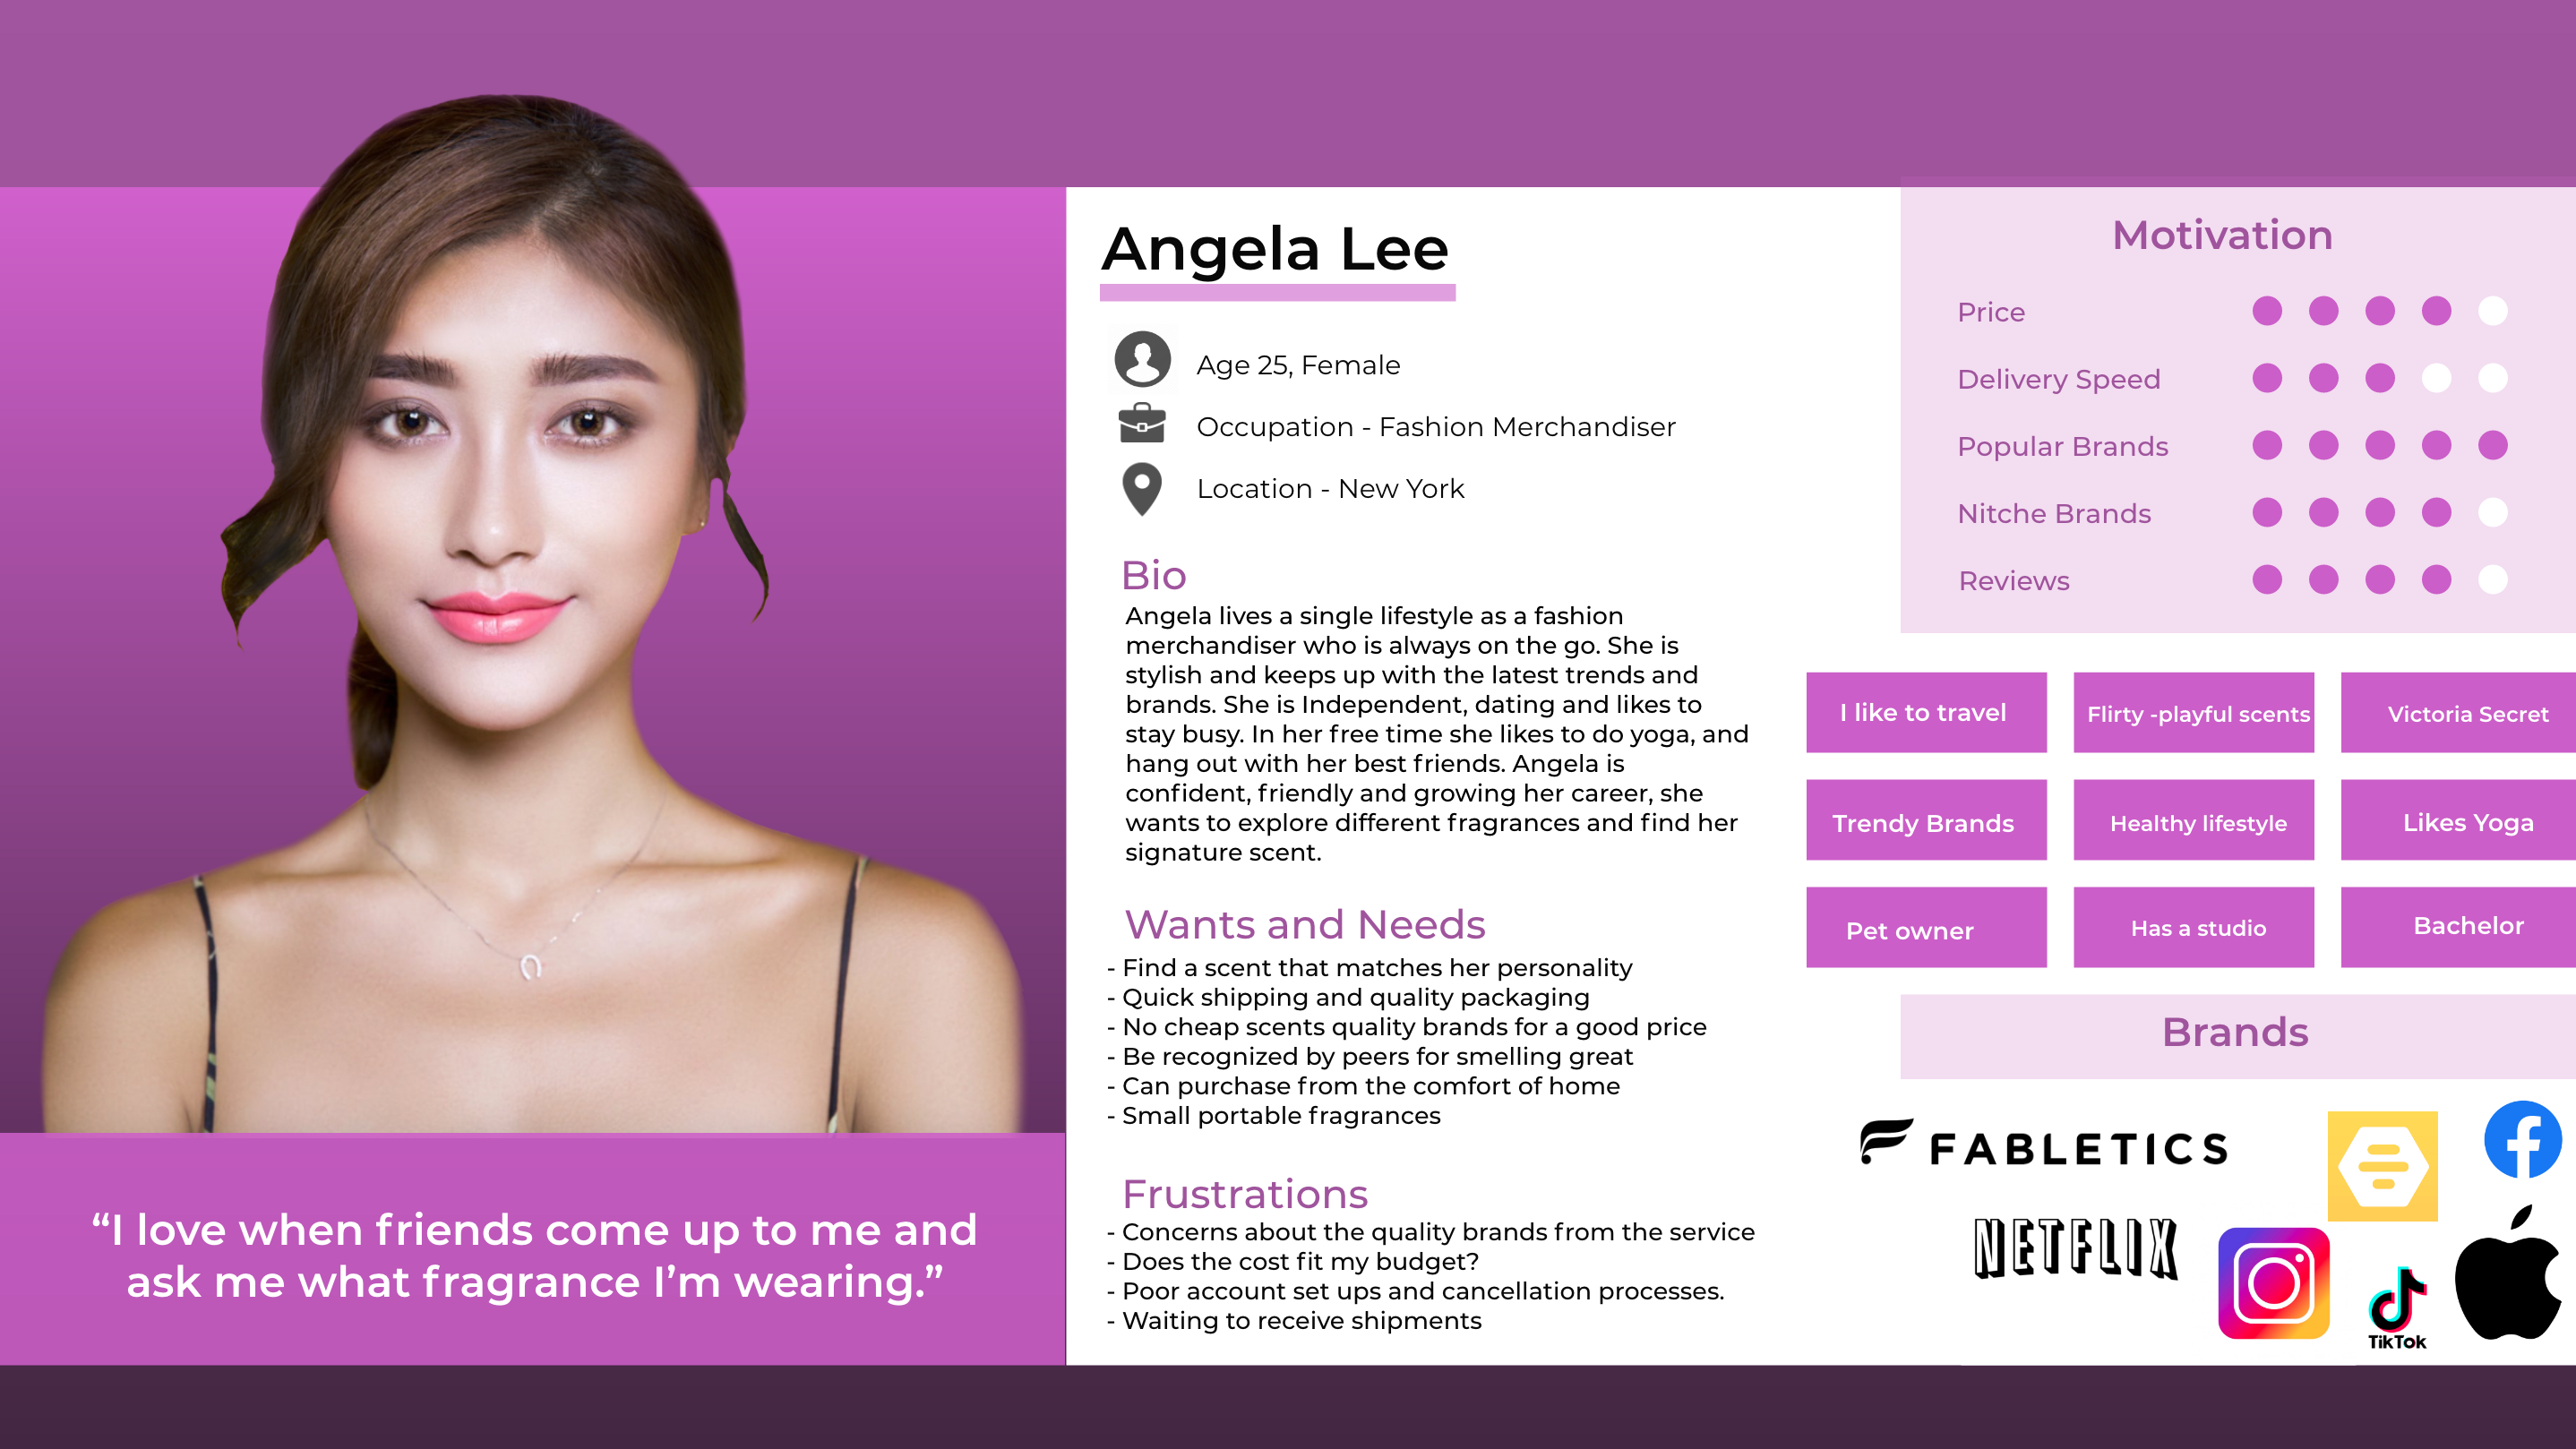 Angela Lee
Age 25, Female
Occupation - Fashion Merchandiser
Location - New York
Bio
Angela lives a single lifestyle as a fashion
merchandiser who is always on the go. She is
stylish and keeps up with the latest trends and
brands. She is Independent, dating and likes to
stay busy. In her free time she likes to do yoga, and
hang out with her best friends. Angela is
confident, friendly and growing her career, she
wants to explore different fragrances and find her
signature scent.
Wants and Needs
- Find a scent that matches her personality
- Quick shipping and quality packaging
- No cheap scents quality brands for a good price
- Be recognized by peers for smelling great
- Can purchase from the comfort of home
- Small portable fragrances
Frustrations
- Concerns about the quality brands from the service
- Does the cost fit my budget?
- Poor account set ups and cancellation processes.
- Waiting to receive shipments
“I love when friends come up to me and
ask me what fragrance I’m wearing.”
Motivation
Price
Delivery Speed
Popular Brands
Nitche Brands
Reviews
I like to travel
Flirty -playful scents
Victoria Secret
Trendy Brands
Healthy lifestyle
Likes Yoga
Pet owner
Has a studio
Bachelor
Brands
FABLETICS
NETFLIX
TikTok